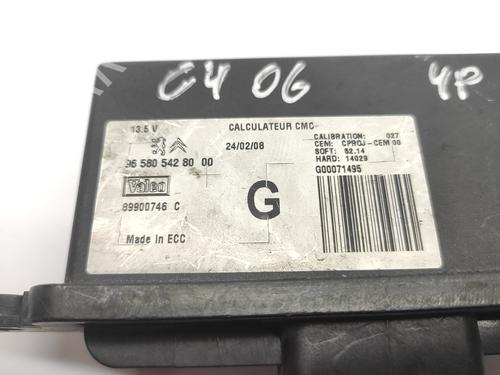 C4 06
4P
13.5 V
CALCULATEUR CMC-
24/02/08
96 580 542 80 00
Valeo
89900746 C
Made in ECC
G
CALIBRATION: 027
CEM: CPROJ-CEM 00
SOFT: 52.14
HARD: 14029
G00071495